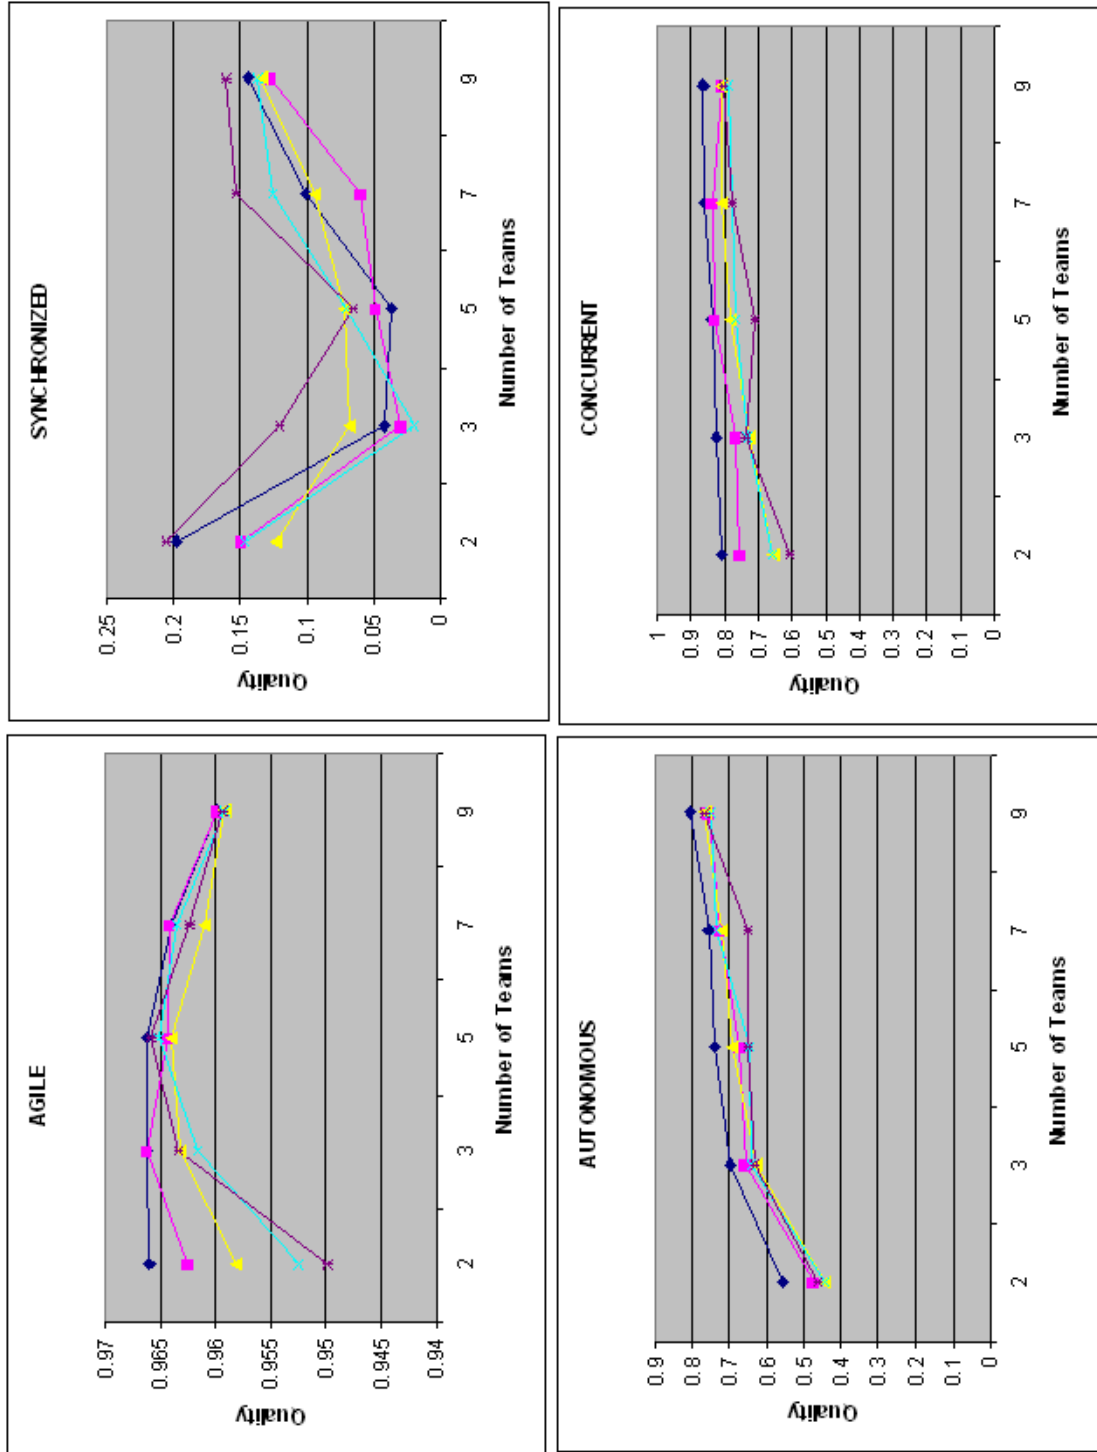 AGILE
0.97
0.965
0.96
0.955
0.95
0.945
0.94
Quality
2 3 5 7 9
Number of Teams
SYNCHRONIZED
0.25
0.2
0.15
0.1
0.05
0
Quality
2 3 5 7 9
Number of Teams
AUTONOMOUS
0.9
0.8
0.7
0.6
0.5
0.4
0.3
0.2
0.1
0
Quality
2 3 5 7 9
Number of Teams
CONCURRENT
1
0.9
0.8
0.7
0.6
0.5
0.4
0.3
0.2
0.1
0
Quality
2 3 5 7 9
Number of Teams